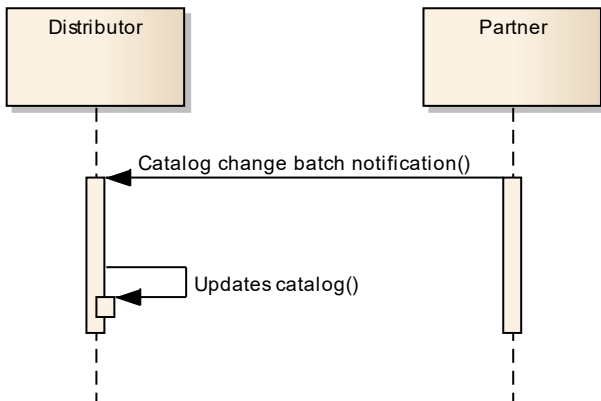 Distributor
Partner
Catalog change batch notification()
Updates catalog()